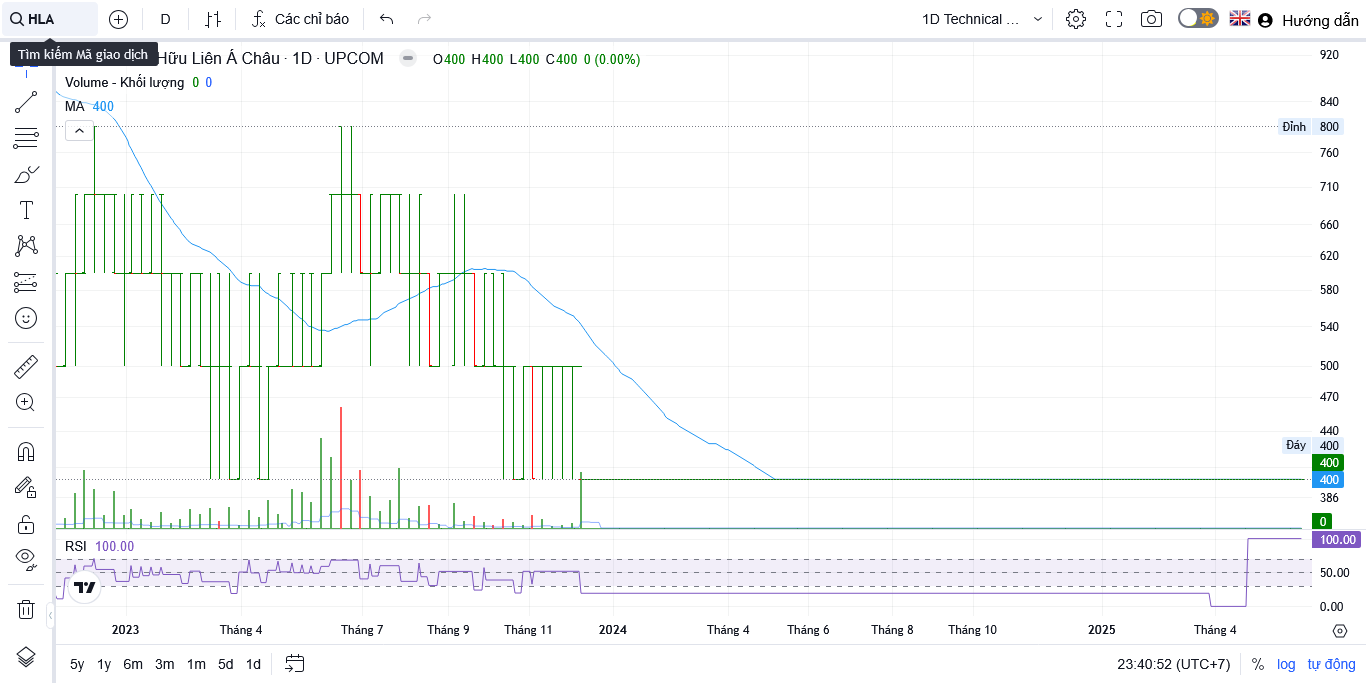 HLA D Các chỉ báo 1D Technical ... Hướng dẫn
Tìm kiếm Mã giao dịch
Hữu Liên Á Châu · 1D · UPCOM O400 H400 L400 C400 0 (0.00%)
Volume - Khối lượng 0 0
MA 400
920
840
Đỉnh 800
760
710
660
620
580
540
500
470
440
Đáy 400
400
400
386
0
RSI 100.00
100.00
50.00
0.00
2023 Tháng 4 Tháng 7 Tháng 9 Tháng 11 2024 Tháng 4 Tháng 6 Tháng 8 Tháng 10 2025 Tháng 4
5y 1y 6m 3m 1m 5d 1d 23:40:52 (UTC+7) % log tự động